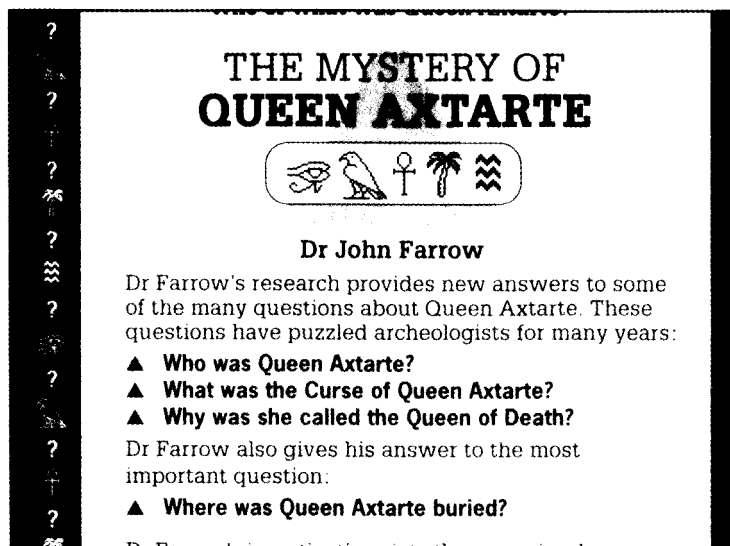 THE MYSTERY OF
QUEEN AXTARTE
Dr John Farrow
Dr Farrow's research provides new answers to some
of the many questions about Queen Axtarte. These
questions have puzzled archeologists for many years:
▲ Who was Queen Axtarte?
▲ What was the Curse of Queen Axtarte?
▲ Why was she called the Queen of Death?
Dr Farrow also gives his answer to the most
important question:
▲ Where was Queen Axtarte buried?
?
?
?
?
?
?
?
?